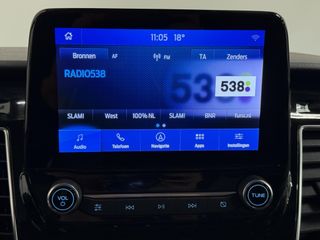 11:05 18°
Bronnen AF FM TA Zenders
RADIO538
538
538
SLAM! West 100% NL SLAM! BNR
Audio Telefoon Navigatie Apps Instellingen
VOL TUNE